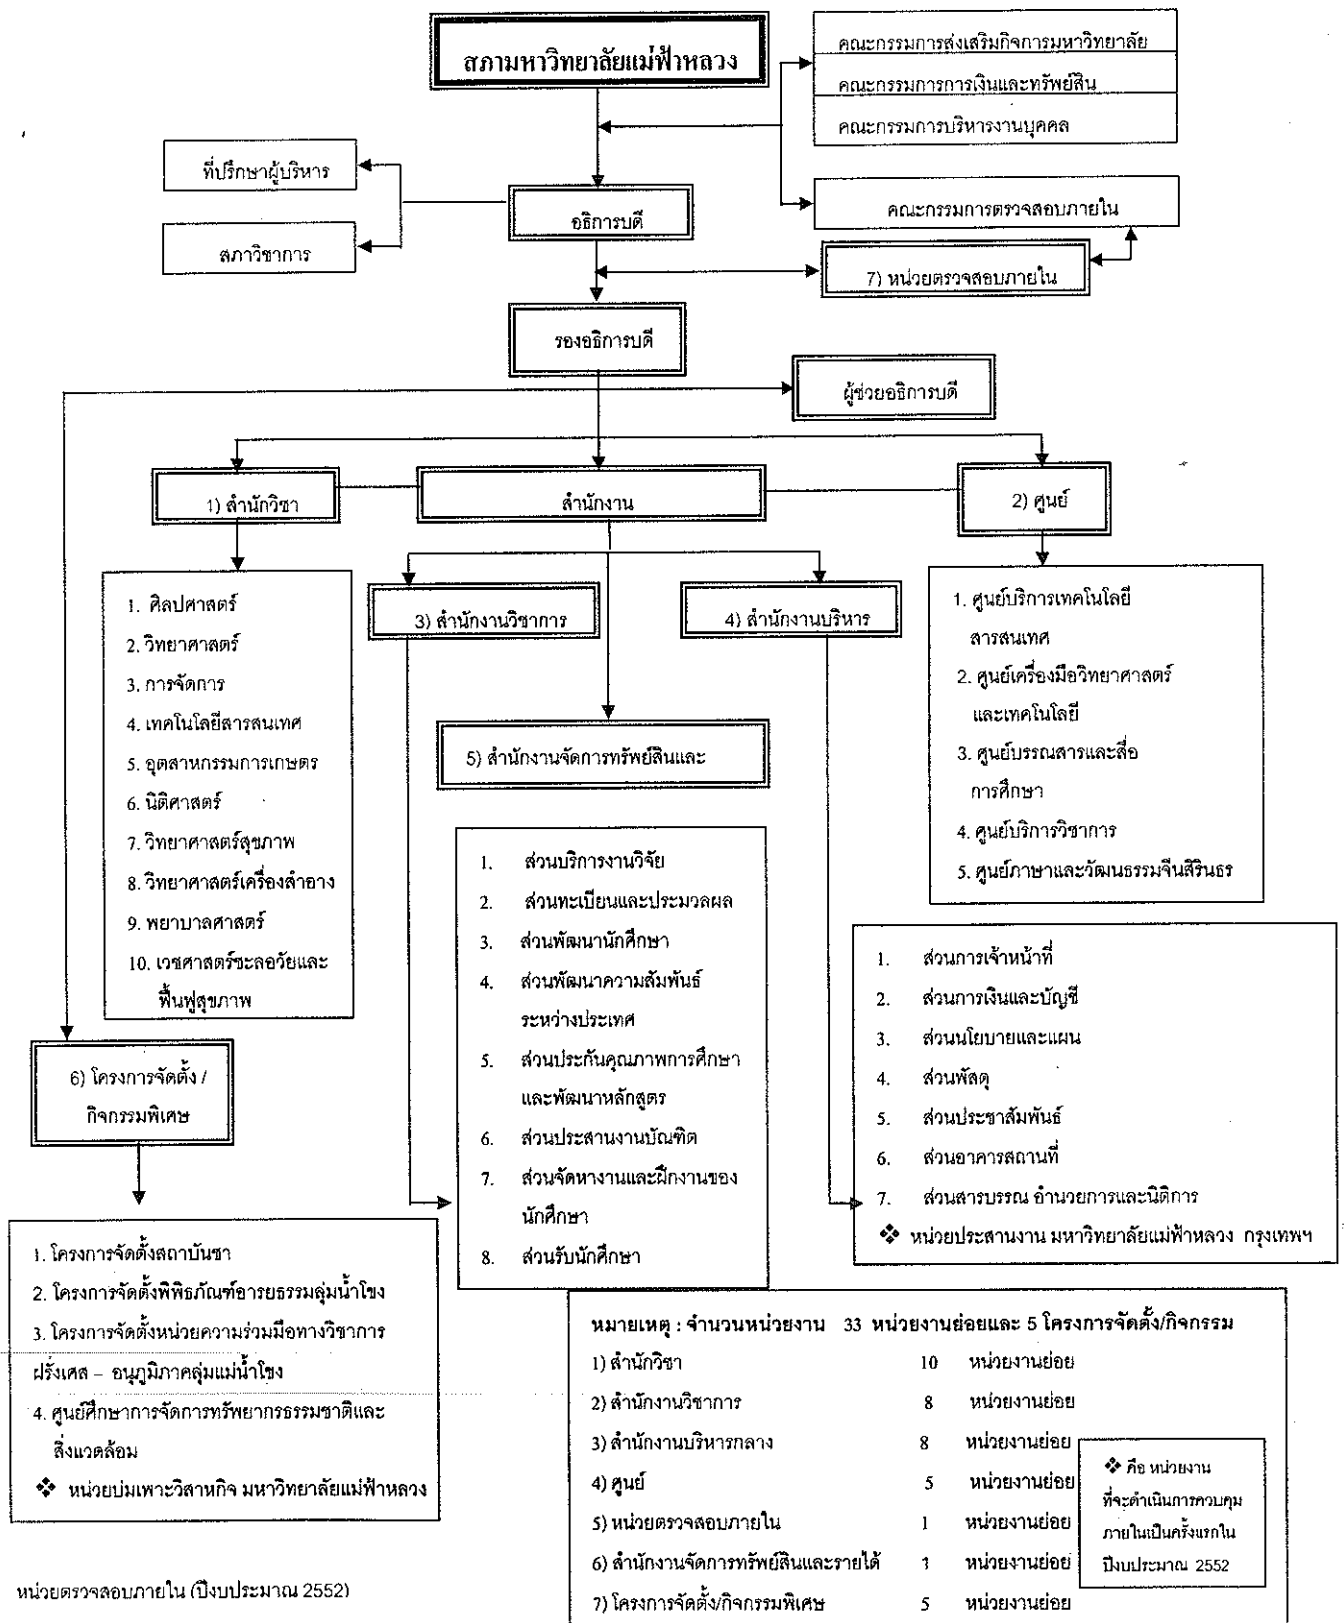 สภามหาวิทยาลัยแม่ฟ้าหลวง
คณะกรรมการส่งเสริมกิจการมหาวิทยาลัย
คณะกรรมการการเงินและทรัพย์สิน
คณะกรรมการบริหารงานบุคคล
ที่ปรึกษาผู้บริหาร
อธิการบดี
คณะกรรมการตรวจสอบภายใน
สภาวิชาการ
7) หน่วยตรวจสอบภายใน
รองอธิการบดี
ผู้ช่วยอธิการบดี
1) สำนักวิชา
สำนักงาน
2) ศูนย์
3) สำนักงานวิชาการ
4) สำนักงานบริหาร
5) สำนักงานจัดการทรัพย์สินและ
1. ศิลปศาสตร์
2. วิทยาศาสตร์
3. การจัดการ
4. เทคโนโลยีสารสนเทศ
5. อุตสาหกรรมการเกษตร
6. นิติศาสตร์
7. วิทยาศาสตร์สุขภาพ
8. วิทยาศาสตร์เครื่องสำอาง
9. พยาบาลศาสตร์
10. เวชศาสตร์ชะลอวัยและ
ฟื้นฟูสุขภาพ
1. ศูนย์บริการเทคโนโลยี
สารสนเทศ
2. ศูนย์เครื่องมือวิทยาศาสตร์
และเทคโนโลยี
3. ศูนย์บรรณสารและสื่อ
การศึกษา
4. ศูนย์บริการวิชาการ
5. ศูนย์ภาษาและวัฒนธรรมจีนสิรินธร
1. ส่วนบริการงานวิจัย
2. ส่วนทะเบียนและประมวลผล
3. ส่วนพัฒนานักศึกษา
4. ส่วนพัฒนาความสัมพันธ์
ระหว่างประเทศ
5. ส่วนประกันคุณภาพการศึกษา
และพัฒนาหลักสูตร
6. ส่วนประสานงานบัณฑิต
7. ส่วนจัดหางานและฝึกงานของ
นักศึกษา
8. ส่วนรับนักศึกษา
1. ส่วนการเจ้าหน้าที่
2. ส่วนการเงินและบัญชี
3. ส่วนนโยบายและแผน
4. ส่วนพัสดุ
5. ส่วนประชาสัมพันธ์
6. ส่วนอาคารสถานที่
7. ส่วนสารบรรณ อำนวยการและนิติการ
❖ หน่วยประสานงาน มหาวิทยาลัยแม่ฟ้าหลวง กรุงเทพฯ
6) โครงการจัดตั้ง /
กิจกรรมพิเศษ
1. โครงการจัดตั้งสถาบันชา
2. โครงการจัดตั้งพิพิธภัณฑ์อารยธรรมลุ่มน้ำโขง
3. โครงการจัดตั้งหน่วยความร่วมมือทางวิชาการ
ฝรั่งเศส – อนุภูมิภาคลุ่มแม่น้ำโขง
4. ศูนย์ศึกษาการจัดการทรัพยากรธรรมชาติและ
สิ่งแวดล้อม
❖ หน่วยบ่มเพาะวิสาหกิจ มหาวิทยาลัยแม่ฟ้าหลวง
หมายเหตุ : จำนวนหน่วยงาน 33 หน่วยงานย่อยและ 5 โครงการจัดตั้ง/กิจกรรม
1) สำนักวิชา 10 หน่วยงานย่อย
2) สำนักงานวิชาการ 8 หน่วยงานย่อย
3) สำนักงานบริหารกลาง 8 หน่วยงานย่อย
4) ศูนย์ 5 หน่วยงานย่อย
5) หน่วยตรวจสอบภายใน 1 หน่วยงานย่อย
6) สำนักงานจัดการทรัพย์สินและรายได้ 1 หน่วยงานย่อย
7) โครงการจัดตั้ง/กิจกรรมพิเศษ 5 หน่วยงานย่อย
❖ คือ หน่วยงาน
ที่จะดำเนินการควบคุม
ภายในเป็นครั้งแรกใน
ปีงบประมาณ 2552
หน่วยตรวจสอบภายใน (ปีงบประมาณ 2552)